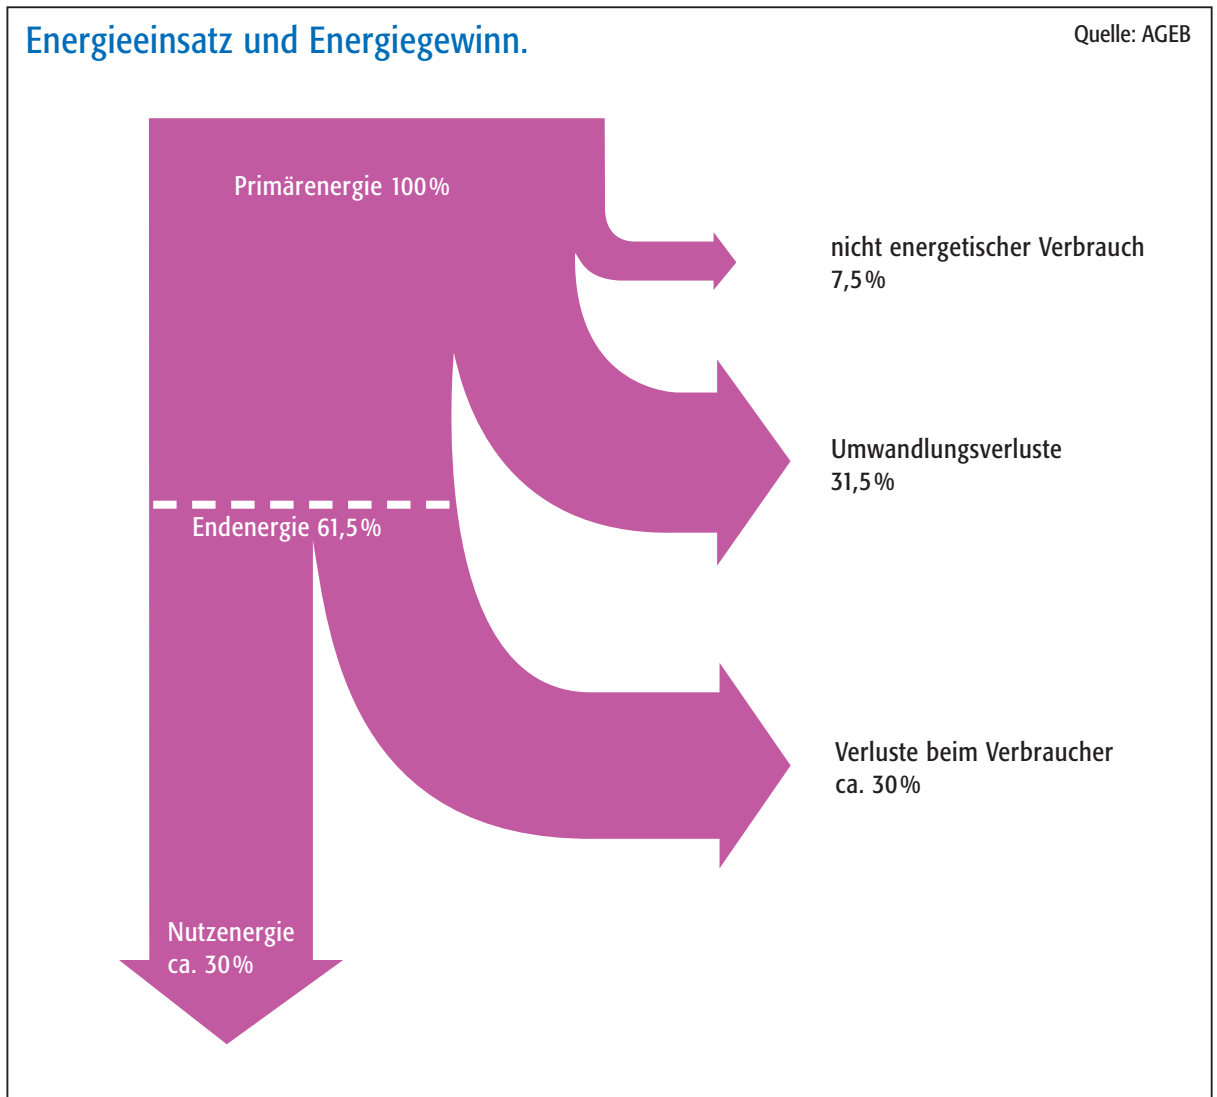 Energieeinsatz und Energiegewinn.
Quelle: AGEB
Primärenergie 100%
nicht energetischer Verbrauch
7,5%
Umwandlungsverluste
31,5%
Endenergie 61,5%
Verluste beim Verbraucher
ca. 30%
Nutzenergie
ca. 30%